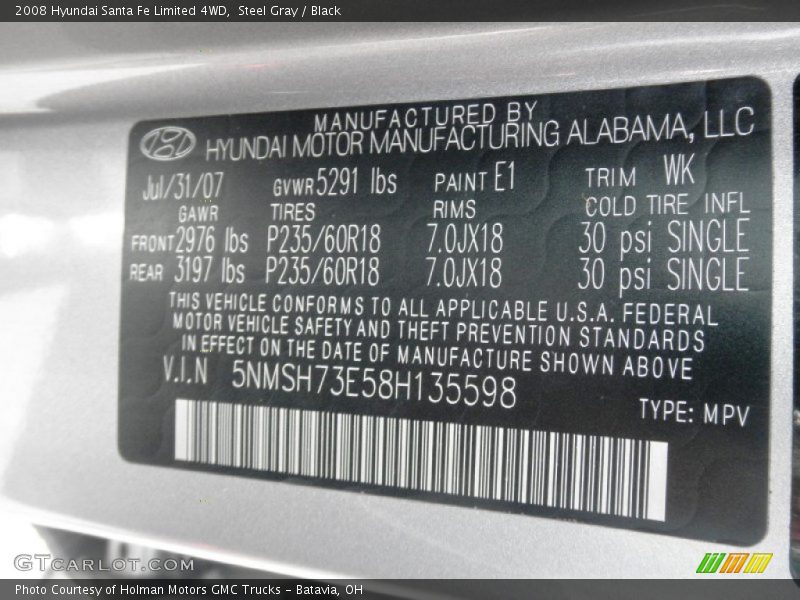 2008 Hyundai Santa Fe Limited 4WD, Steel Gray / Black
MANUFACTURED BY
HYUNDAI MOTOR MANUFACTURING ALABAMA, LLC
Jul/31/07 GVWR 5291 lbs PAINT E1 TRIM WK
GAWR TIRES RIMS COLD TIRE INFL
FRONT 2976 lbs P235/60R18 7.0JX18 30 psi SINGLE
REAR 3197 lbs P235/60R18 7.0JX18 30 psi SINGLE
THIS VEHICLE CONFORMS TO ALL APPLICABLE U.S.A. FEDERAL
MOTOR VEHICLE SAFETY AND THEFT PREVENTION STANDARDS
IN EFFECT ON THE DATE OF MANUFACTURE SHOWN ABOVE
V.I.N 5NMSH73E58H135598
TYPE: MPV
GTCARLOT.COM
Photo Courtesy of Holman Motors GMC Trucks - Batavia, OH